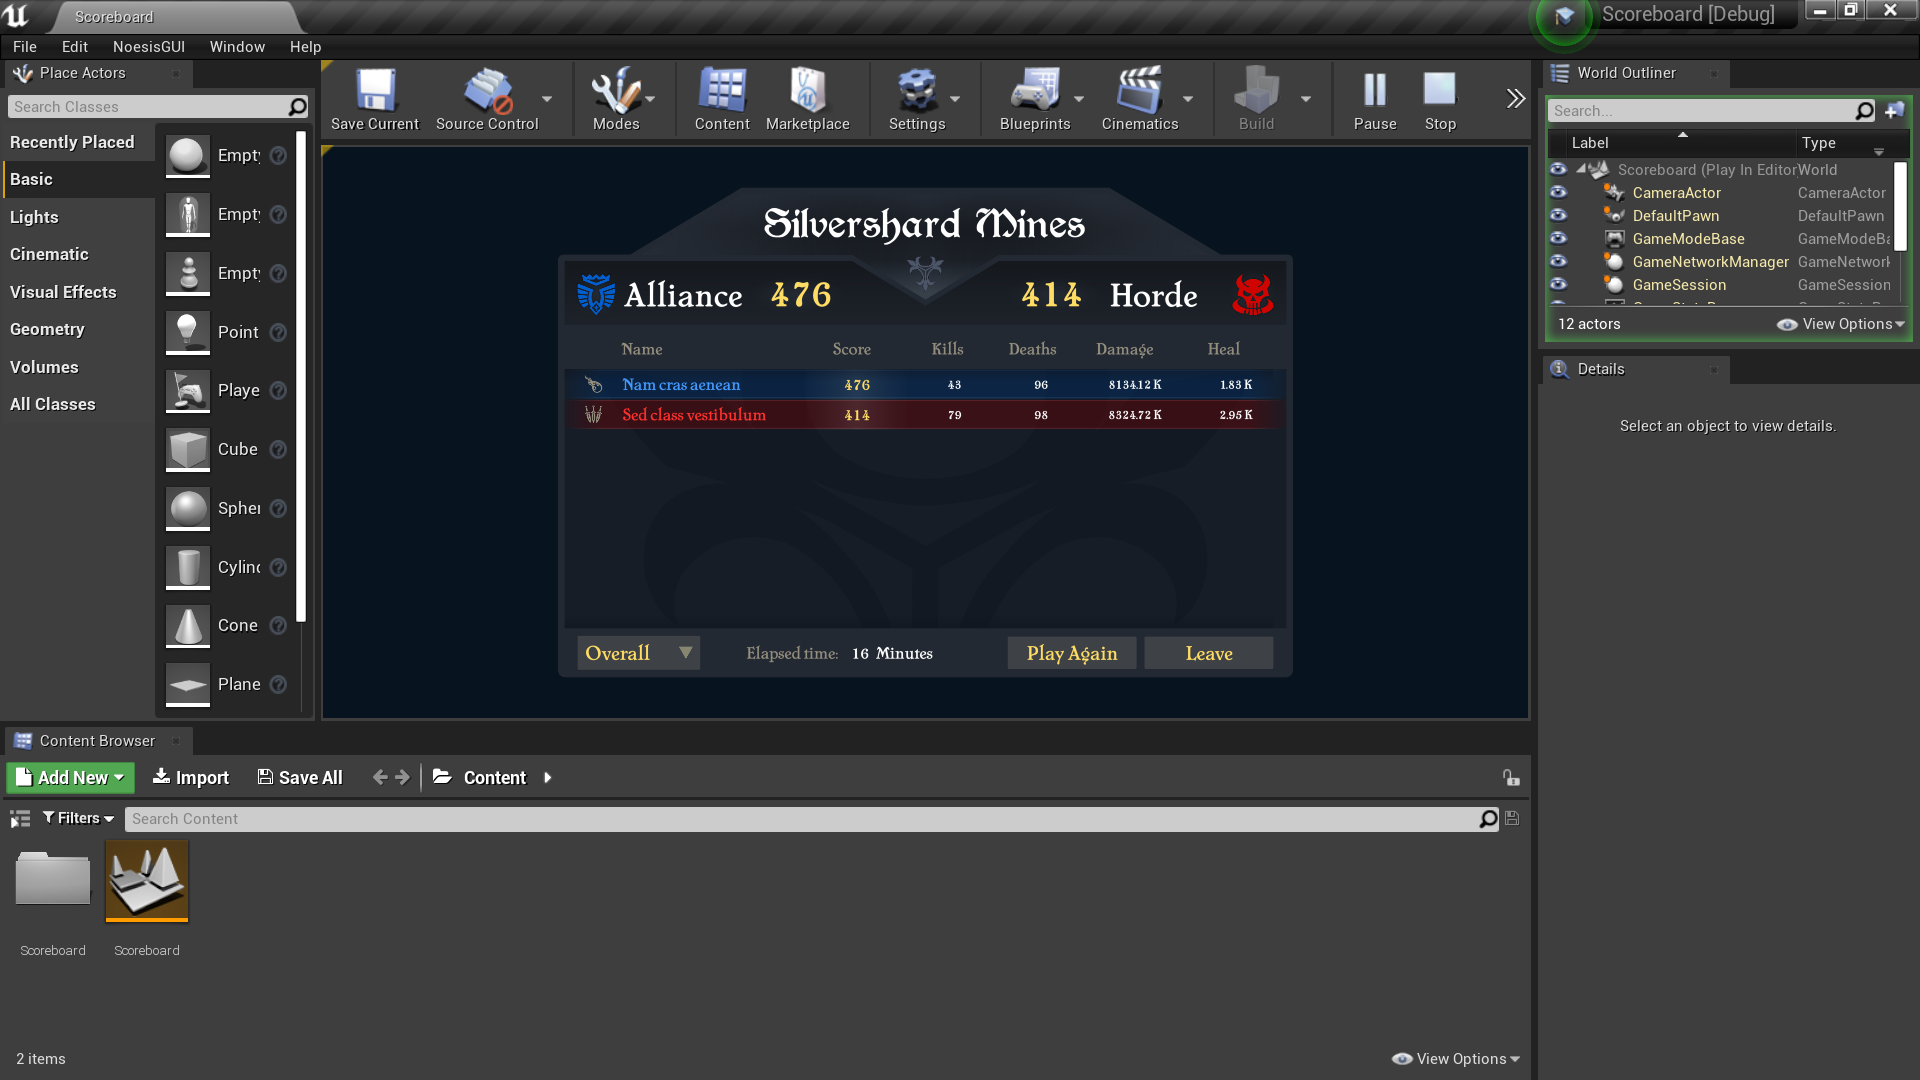 Scoreboard
Scoreboard [Debug]
File Edit NoesisGUI Window Help
Place Actors
Search Classes
Recently Placed
Basic
Lights
Cinematic
Visual Effects
Geometry
Volumes
All Classes
Empty
Empty
Empty
Point
Playe
Cube
Spher
Cylind
Cone
Plane
Save Current
Source Control
Modes
Content
Marketplace
Settings
Blueprints
Cinematics
Build
Pause
Stop
Silvershard Mines
Alliance 476 414 Horde
Name Score Kills Deaths Damage Heal
Nam cras aenean 476 43 96 8134.12 K 1.83 K
Sed class vestibulum 414 79 98 8324.72 K 2.95 K
Overall Elapsed time: 16 Minutes Play Again Leave
World Outliner
Search...
Label Type
Scoreboard (Play In Editor World
CameraActor CameraActor
DefaultPawn DefaultPawn
GameModeBase GameModeBa
GameNetworkManager GameNetwork
GameSession GameSession
12 actors View Options
Details
Select an object to view details.
Content Browser
Add New Import Save All Content
Filters Search Content
Scoreboard Scoreboard
2 items View Options